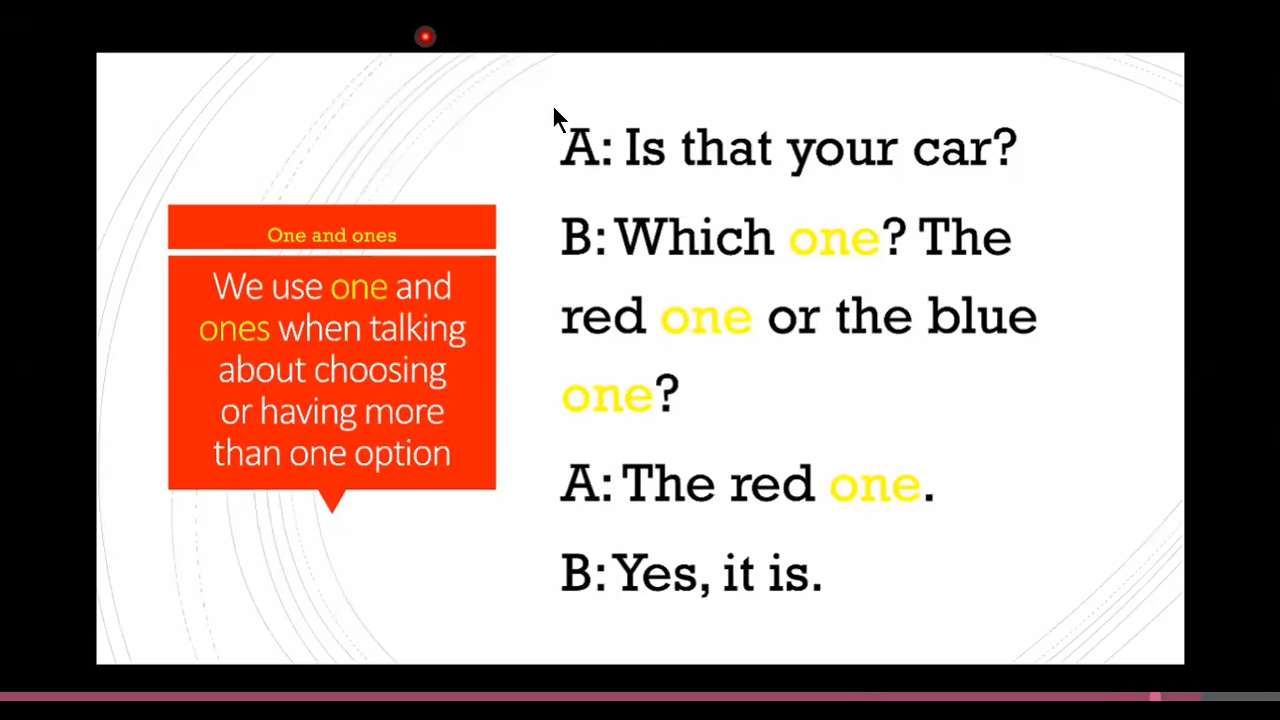 One and ones
We use one and
ones when talking
about choosing
or having more
than one option
A: Is that your car?
B: Which one? The
red one or the blue
one?
A: The red one.
B: Yes, it is.